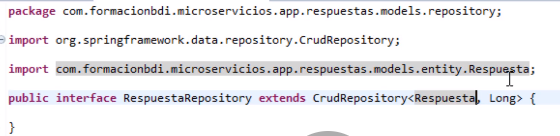 package com.formacionbdi.microservicios.app.respuestas.models.repository;
import org.springframework.data.repository.CrudRepository;
import com.formacionbdi.microservicios.app.respuestas.models.entity.Respuesta;
public interface RespuestaRepository extends CrudRepository<Respuesta, Long> {
}